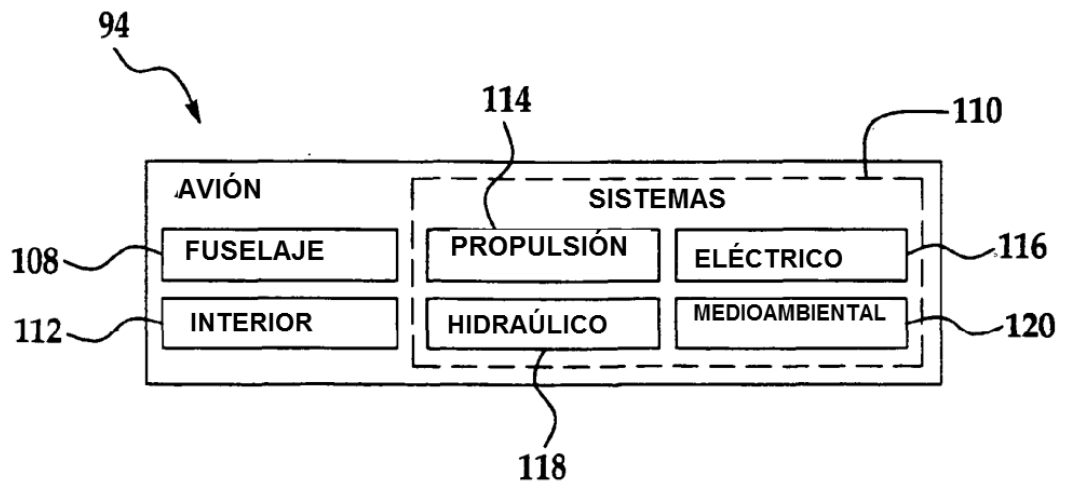 94
114
110
AVIÓN
SISTEMAS
FUSELAJE
PROPULSIÓN
ELÉCTRICO
108
116
INTERIOR
HIDRAÚLICO
MEDIOAMBIENTAL
112
120
118